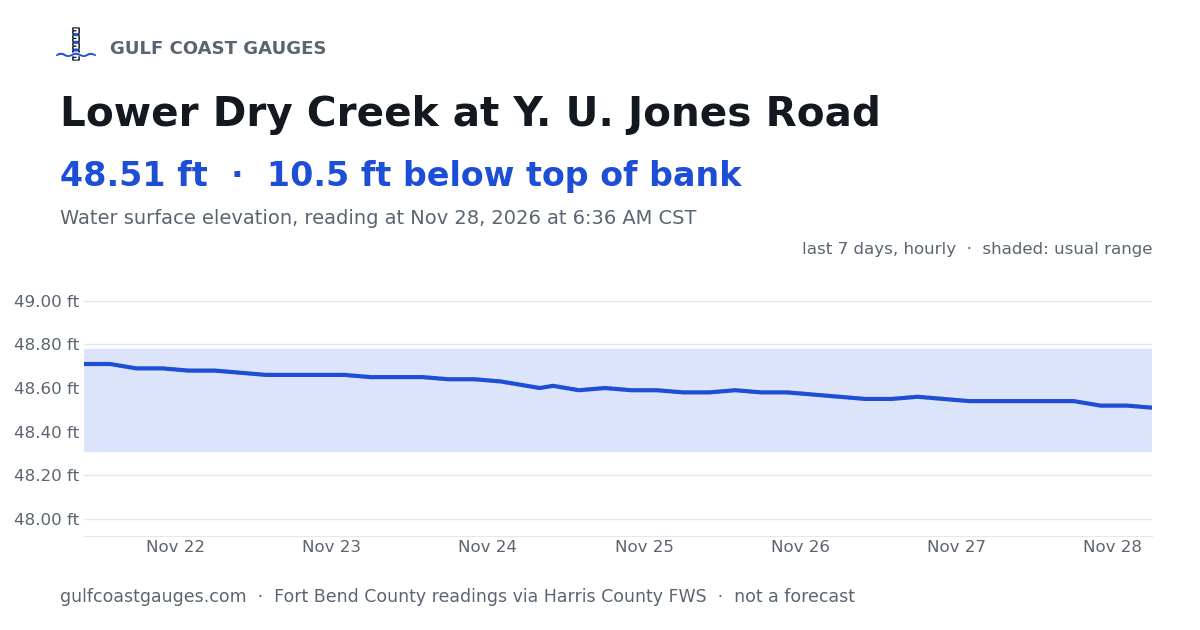 GULF COAST GAUGES
Lower Dry Creek at Y. U. Jones Road
48.51 ft · 10.5 ft below top of bank
Water surface elevation, reading at Nov 28, 2026 at 6:36 AM CST
last 7 days, hourly · shaded: usual range
49.00 ft
48.80 ft
48.60 ft
48.40 ft
48.20 ft
48.00 ft
Nov 22 Nov 23 Nov 24 Nov 25 Nov 26 Nov 27 Nov 28
gulfcoastgauges.com · Fort Bend County readings via Harris County FWS · not a forecast